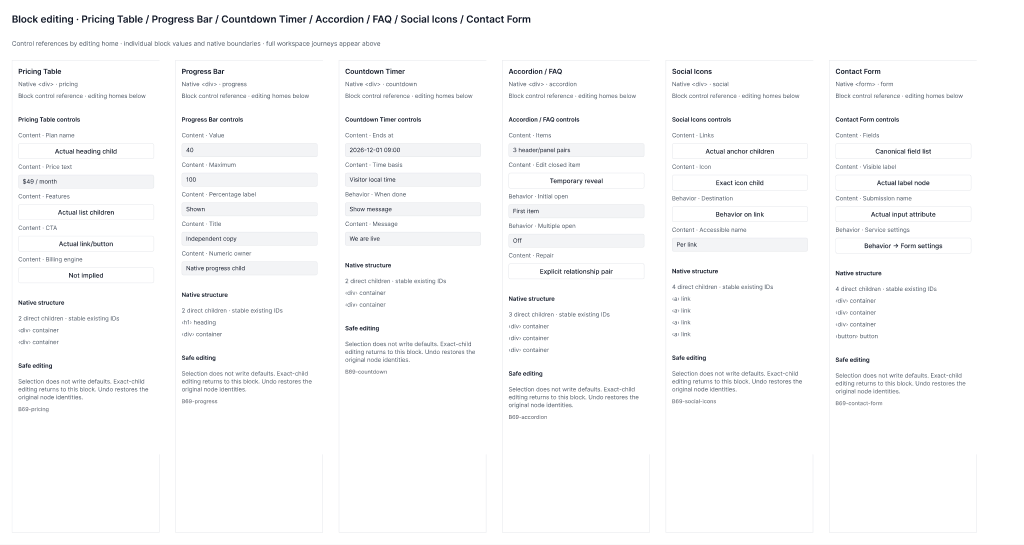 Block editing · Pricing Table / Progress Bar / Countdown Timer / Accordion / FAQ / Social Icons / Contact Form
Control references by editing home · individual block values and native boundaries · full workspace journeys appear above
Pricing Table
Native <div> · pricing
Block control reference · editing homes below
Pricing Table controls
Content · Plan name
Actual heading child
Content · Price text
$49 / month
Content · Features
Actual list children
Content · CTA
Actual link/button
Content · Billing engine
Not implied
Native structure
2 direct children · stable existing IDs
‹div› container
‹div› container
Safe editing
Selection does not write defaults. Exact-child
editing returns to this block. Undo restores the
original node identities.
B69-pricing
Progress Bar
Native <div> · progress
Block control reference · editing homes below
Progress Bar controls
Content · Value
40
Content · Maximum
100
Content · Percentage label
Shown
Content · Title
Independent copy
Content · Numeric owner
Native progress child
Native structure
2 direct children · stable existing IDs
‹h1› heading
‹div› container
Safe editing
Selection does not write defaults. Exact-child
editing returns to this block. Undo restores the
original node identities.
B69-progress
Countdown Timer
Native <div> · countdown
Block control reference · editing homes below
Countdown Timer controls
Content · Ends at
2026-12-01 09:00
Content · Time basis
Visitor local time
Behavior · When done
Show message
Content · Message
We are live
Native structure
2 direct children · stable existing IDs
‹div› container
‹div› container
Safe editing
Selection does not write defaults. Exact-child
editing returns to this block. Undo restores the
original node identities.
B69-countdown
Accordion / FAQ
Native <div> · accordion
Block control reference · editing homes below
Accordion / FAQ controls
Content · Items
3 header/panel pairs
Content · Edit closed item
Temporary reveal
Behavior · Initial open
First item
Behavior · Multiple open
Off
Content · Repair
Explicit relationship pair
Native structure
3 direct children · stable existing IDs
‹div› container
‹div› container
‹div› container
Safe editing
Selection does not write defaults. Exact-child
editing returns to this block. Undo restores the
original node identities.
B69-accordion
Social Icons
Native <div> · social
Block control reference · editing homes below
Social Icons controls
Content · Links
Actual anchor children
Content · Icon
Exact icon child
Behavior · Destination
Behavior on link
Content · Accessible name
Per link
Native structure
4 direct children · stable existing IDs
‹a› link
‹a› link
‹a› link
‹a› link
Safe editing
Selection does not write defaults. Exact-child
editing returns to this block. Undo restores the
original node identities.
B69-social-icons
Contact Form
Native <form> · form
Block control reference · editing homes below
Contact Form controls
Content · Fields
Canonical field list
Content · Visible label
Actual label node
Content · Submission name
Actual input attribute
Behavior · Service settings
Behavior → Form settings
Native structure
4 direct children · stable existing IDs
‹div› container
‹div› container
‹div› container
‹button› button
Safe editing
Selection does not write defaults. Exact-child
editing returns to this block. Undo restores the
original node identities.
B69-contact-form